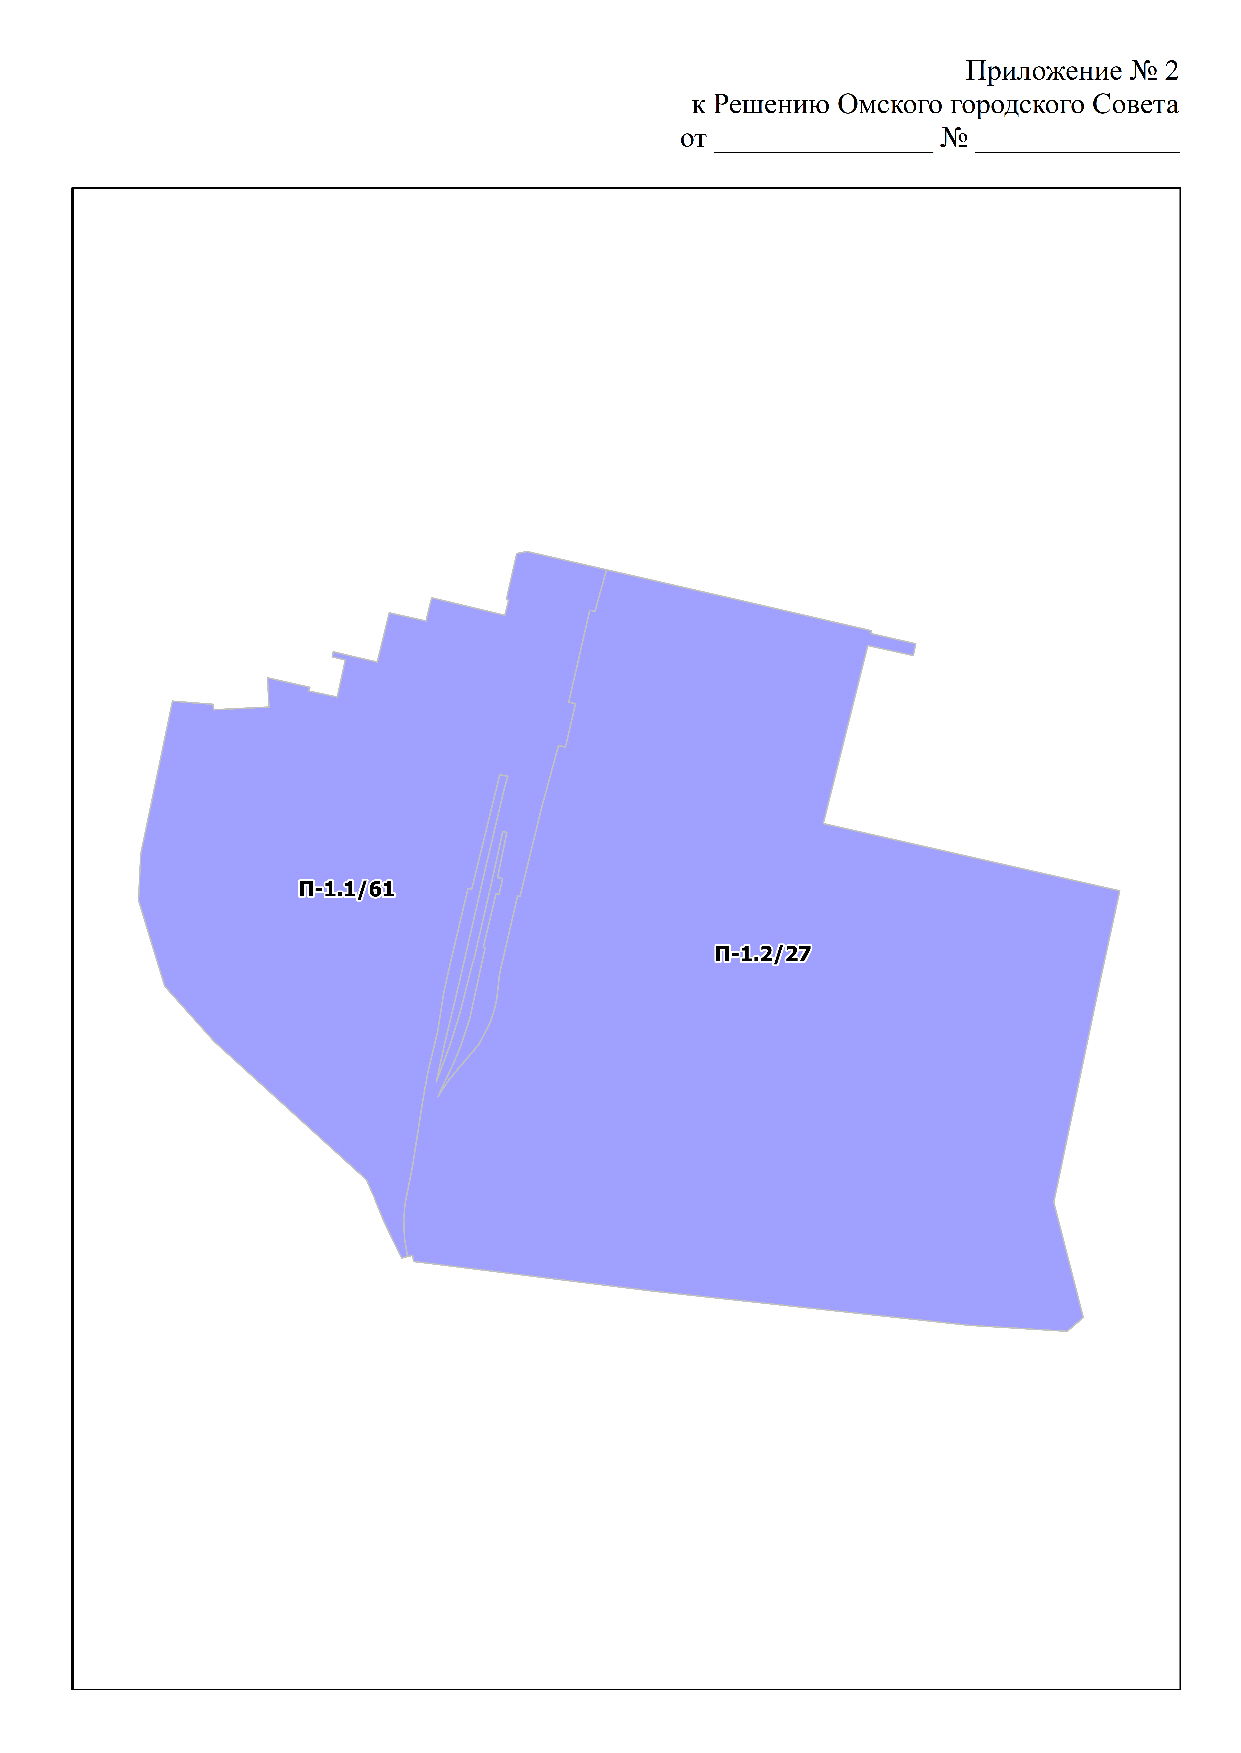 Приложение № 2
к Решению Омского городского Совета
от ________________ № _______________
П-1.1/61
П-1.2/27